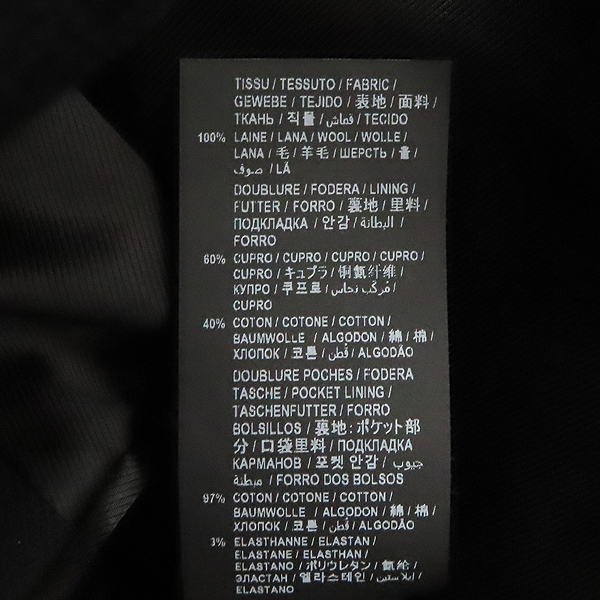 TISSU / TESSUTO / FABRIC /
GEWEBE / TEJIDO / 表地 / 面料 /
ТКАНЬ / 직물 / قماش / TECIDO
100% LAINE / LANA / WOOL / WOLLE /
LANA / 毛 / 羊毛 / ШЕРСТЬ / 울 /
صوف / LÃ
DOUBLURE / FODERA / LINING /
FUTTER / FORRO / 裏地 / 里料 /
ПОДКЛАДКА / 안감 / البطانة /
FORRO
60% CUPRO / CUPRO / CUPRO / CUPRO /
CUPRO / キュプラ / 铜氨纤维 /
КУПРО / 쿠프로 / مُركّب نحاس /
CUPRO
40% COTON / COTONE / COTTON /
BAUMWOLLE / ALGODON / 綿 / 棉 /
ХЛОПОК / 코튼 / قُطن / ALGODÃO
DOUBLURE POCHES / FODERA
TASCHE / POCKET LINING /
TASCHENFUTTER / FORRO
BOLSILLOS / 裏地:ポケット部
分 / 口袋里料 / ПОДКЛАДКА
КАРМАНОВ / 포켓 안감 / جيوب
مبطنة / FORRO DOS BOLSOS
97% COTON / COTONE / COTTON /
BAUMWOLLE / ALGODON / 綿 / 棉 /
ХЛОПОК / 코튼 / قُطن / ALGODÃO
3% ELASTHANNE / ELASTAN /
ELASTANE / ELASTHAN /
ELASTANO / ポリウレタン / 氨纶 /
ЭЛАСТАН / 엘라스테인 / إيلاستين /
ELASTANO